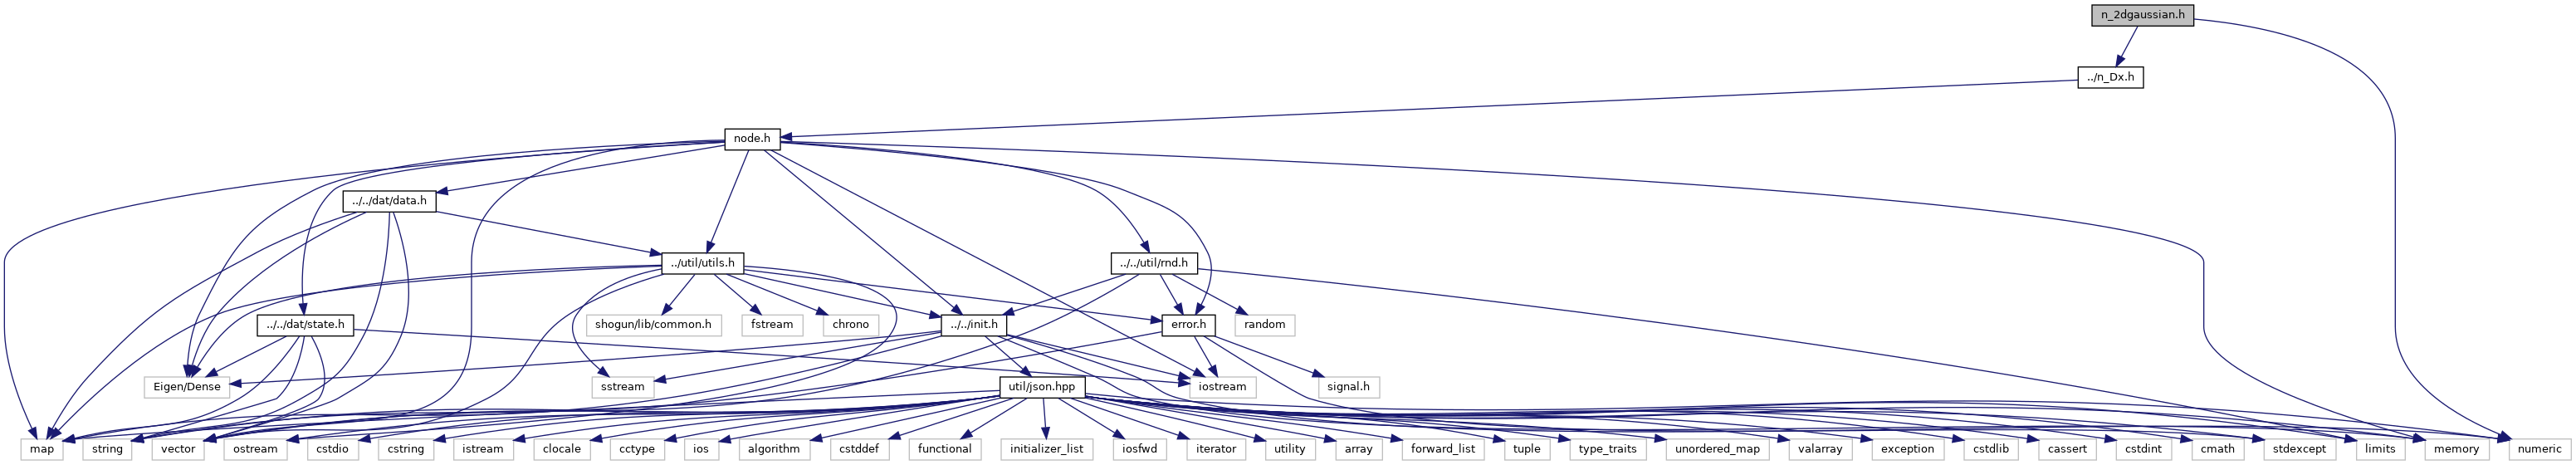 n_2dgaussian.h
../n_Dx.h
node.h
../../dat/data.h
../util/utils.h
../../util/rnd.h
../../dat/state.h
shogun/lib/common.h
fstream
chrono
../../init.h
error.h
random
Eigen/Dense
sstream
util/json.hpp
iostream
signal.h
map
string
vector
ostream
cstdio
cstring
istream
clocale
cctype
ios
algorithm
cstddef
functional
initializer_list
iosfwd
iterator
utility
array
forward_list
tuple
type_traits
unordered_map
valarray
exception
cstdlib
cassert
cstdint
cmath
stdexcept
limits
memory
numeric